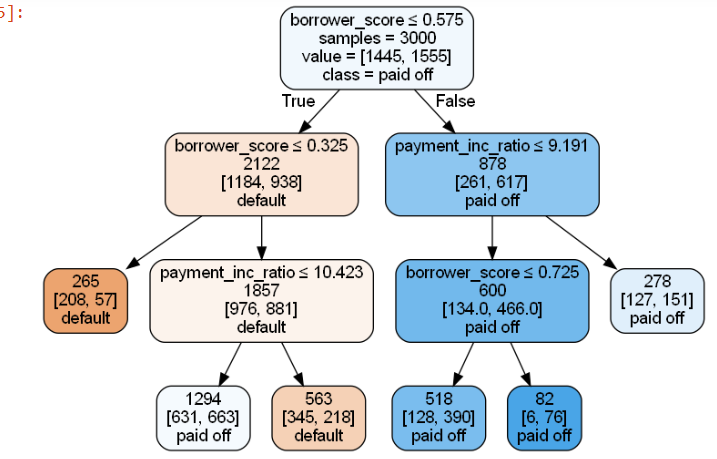 5]:
borrower_score ≤ 0.575
samples = 3000
value = [1445, 1555]
class = paid off
True
False
borrower_score ≤ 0.325
2122
[1184, 938]
default
payment_inc_ratio ≤ 9.191
878
[261, 617]
paid off
265
[208, 57]
default
payment_inc_ratio ≤ 10.423
1857
[976, 881]
default
borrower_score ≤ 0.725
600
[134.0, 466.0]
paid off
278
[127, 151]
paid off
1294
[631, 663]
paid off
563
[345, 218]
default
518
[128, 390]
paid off
82
[6, 76]
paid off